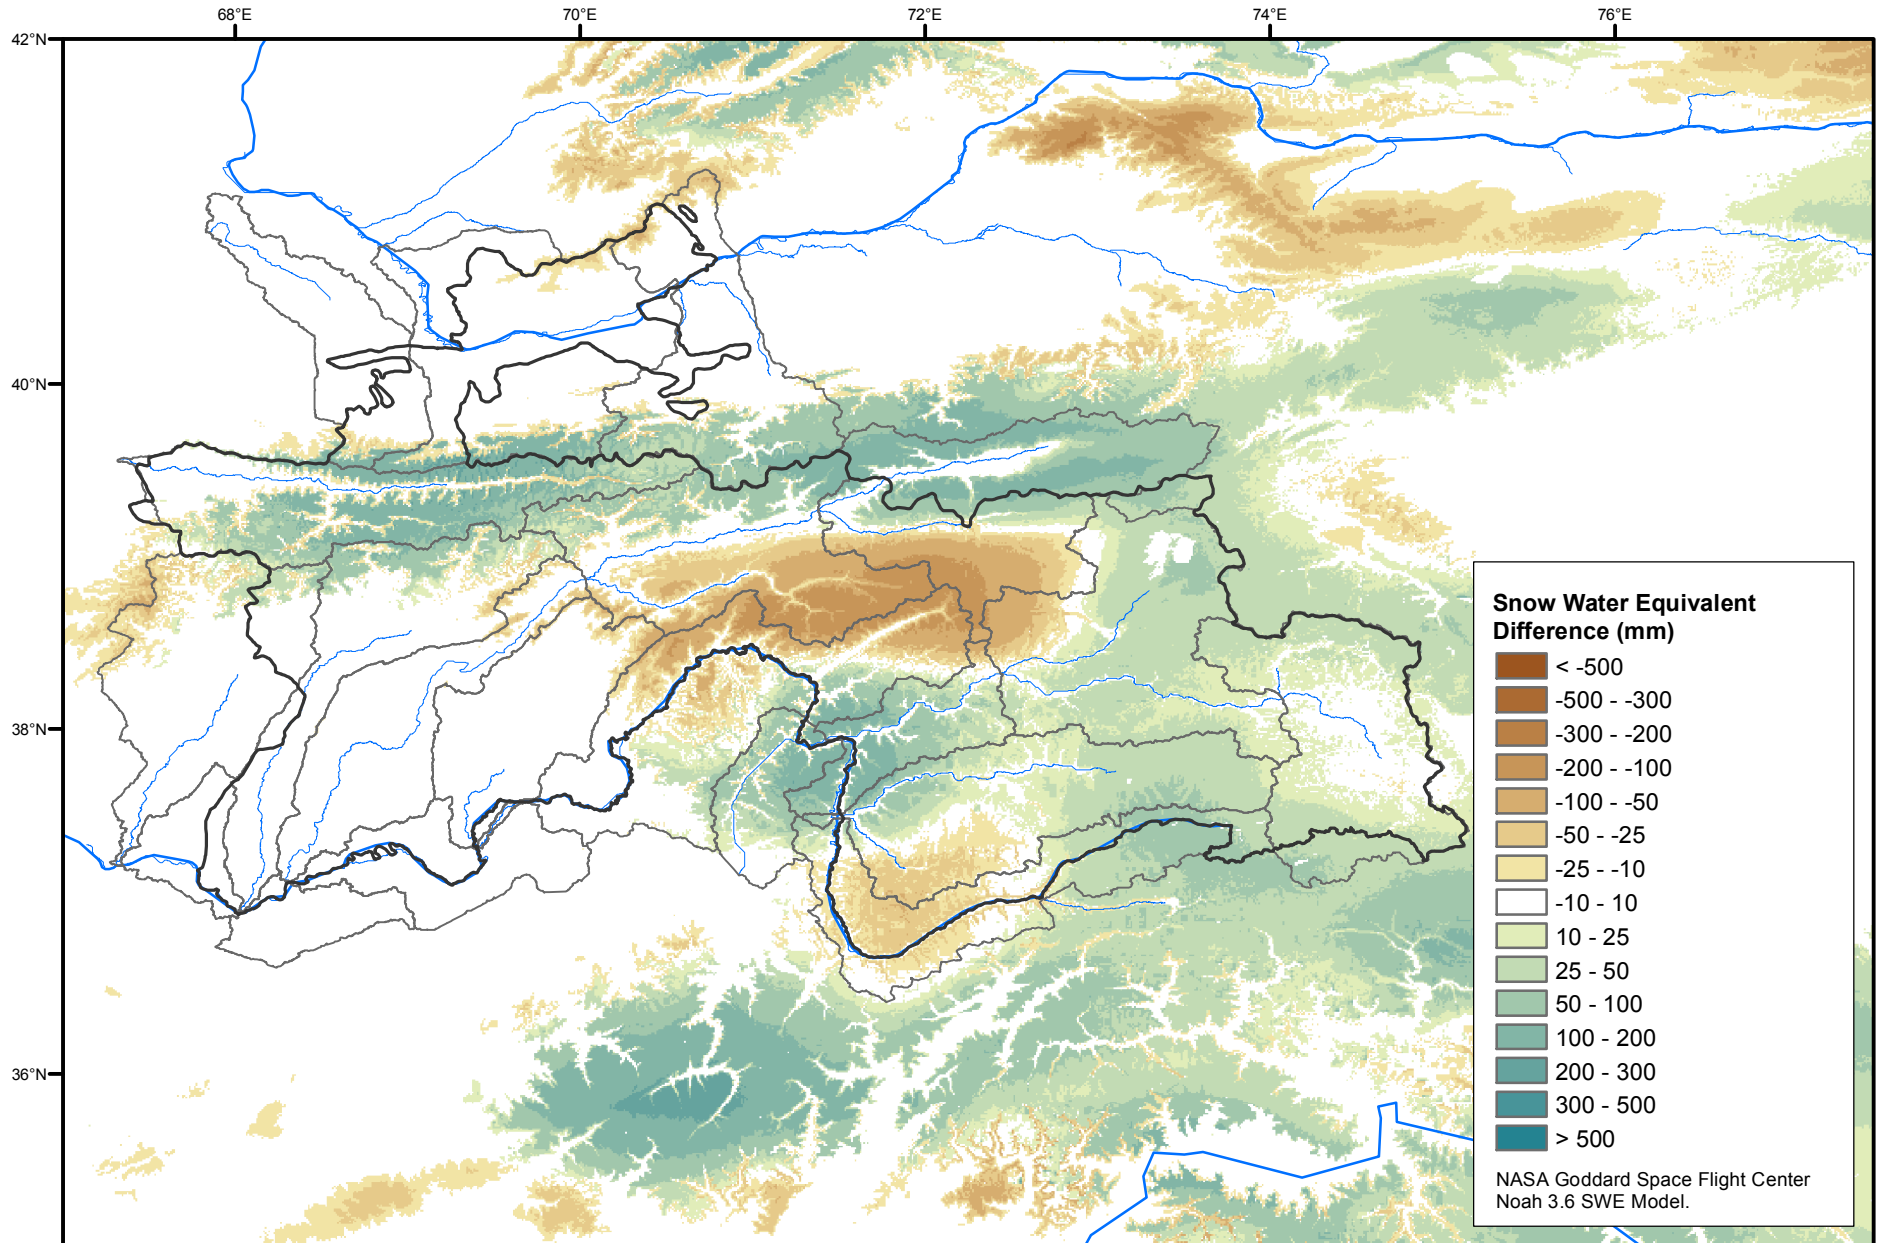 68°E 70°E 72°E 74°E 76°E
42°N
40°N
38°N
36°N
Snow Water Equivalent
Difference (mm)
< -500
-500 - -300
-300 - -200
-200 - -100
-100 - -50
-50 - -25
-25 - -10
-10 - 10
10 - 25
25 - 50
50 - 100
100 - 200
200 - 300
300 - 500
> 500
NASA Goddard Space Flight Center
Noah 3.6 SWE Model.